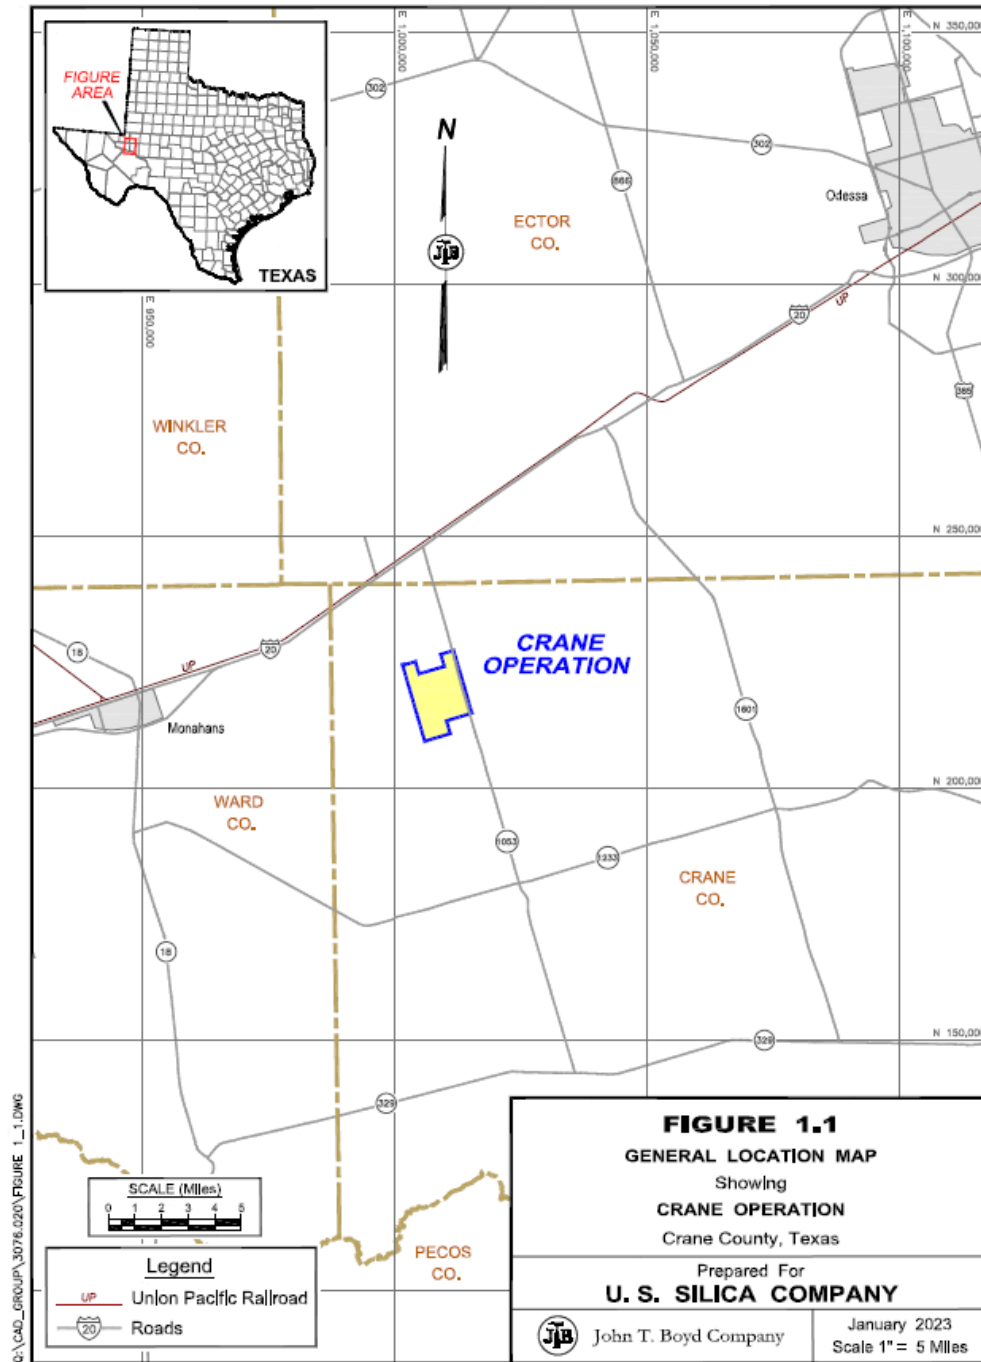 FIGURE
AREA
TEXAS
E 1,000,000
E 1,050,000
E 1,100,000
N 350,00
302
302
866
N
JTB
ECTOR
CO.
Odessa
N 300,00
E 950,000
20
UP
385
WINKLER
CO.
N 250,00
18
UP
20
CRANE
OPERATION
Monahans
1601
WARD
CO.
N 200,00
1053
1233
CRANE
CO.
18
N 150,00
329
329
SCALE (Miles)
0 1 2 3 4 5
PECOS
CO.
Legend
UP Union Pacific Railroad
20 Roads
FIGURE 1.1
GENERAL LOCATION MAP
Showing
CRANE OPERATION
Crane County, Texas
Prepared For
U. S. SILICA COMPANY
JTB John T. Boyd Company
January 2023
Scale 1" = 5 Miles
Q:\CAD_GROUP\3076.020\FIGURE 1_1.DWG